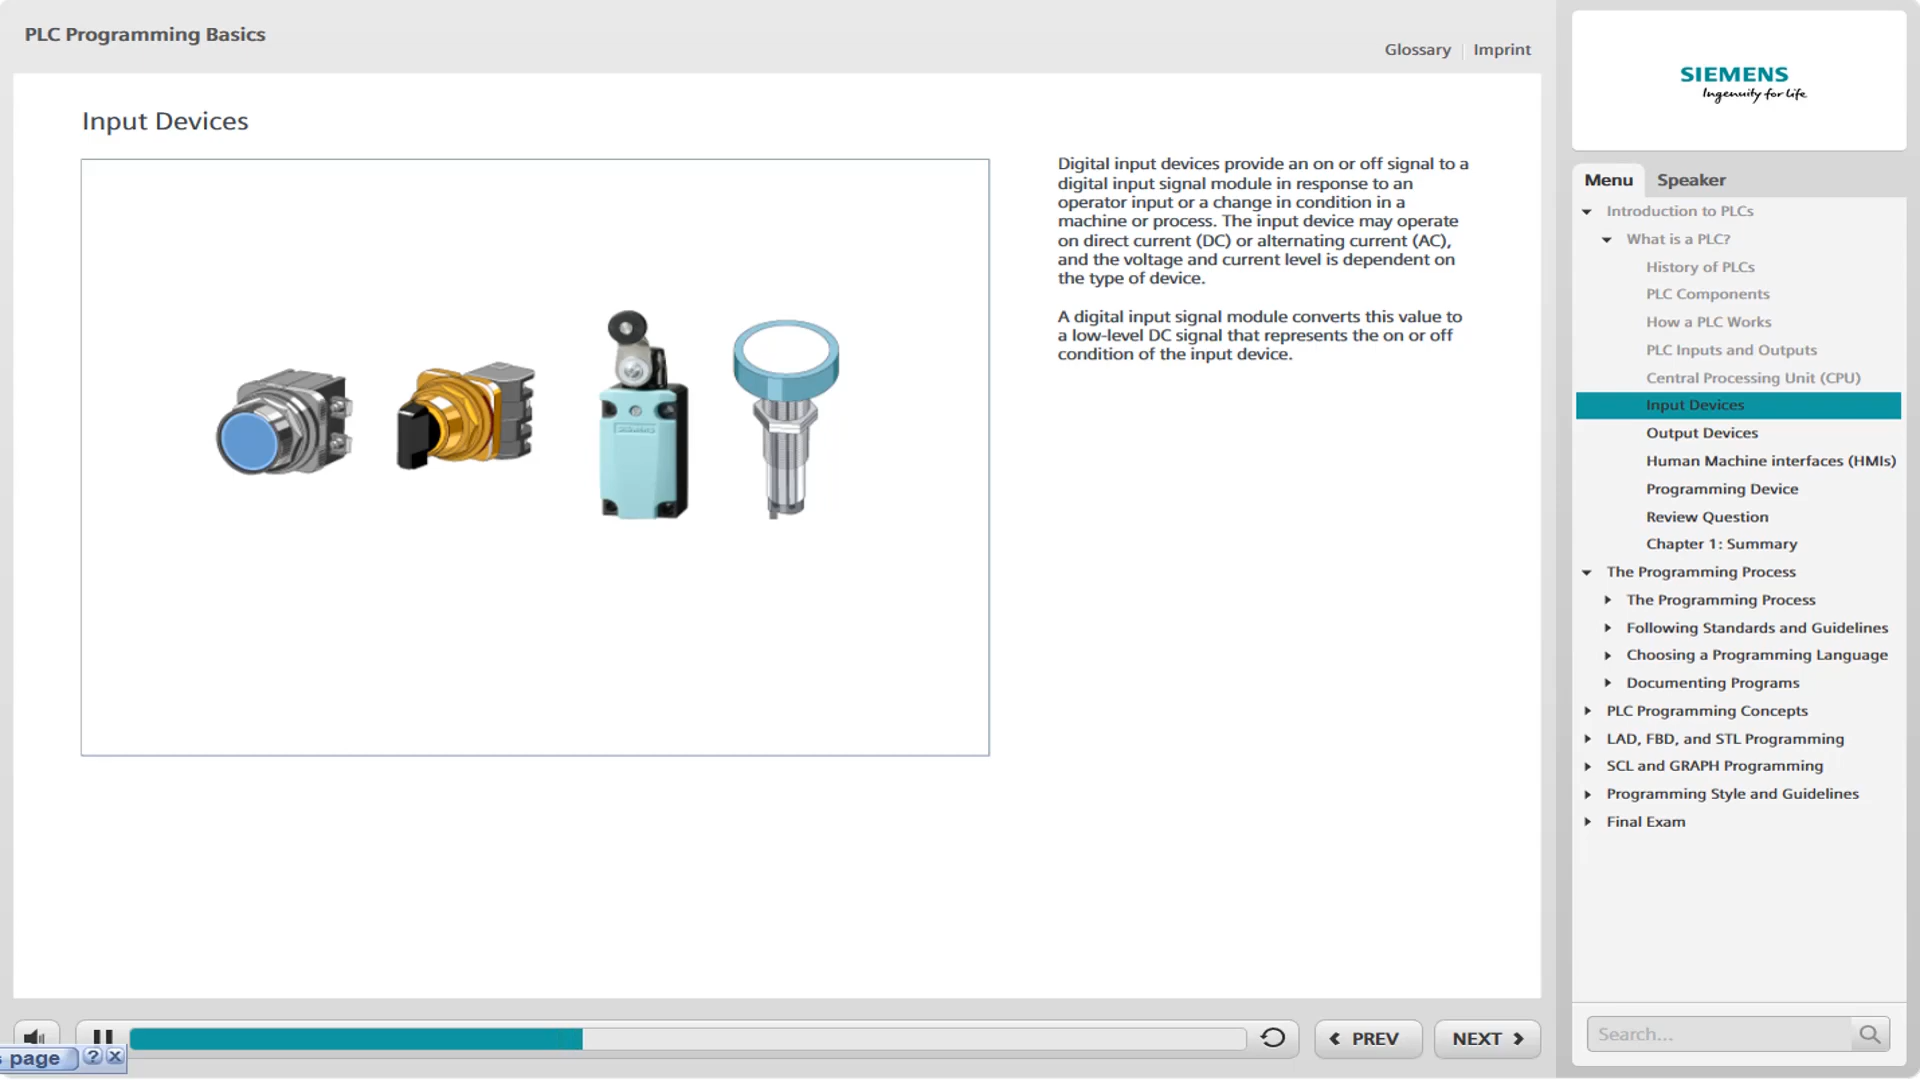 PLC Programming Basics
Glossary
Imprint
SIEMENS
Ingenuity for life
Input Devices
SIEMENS
Digital input devices provide an on or off signal to a
digital input signal module in response to an
operator input or a change in condition in a
machine or process. The input device may operate
on direct current (DC) or alternating current (AC),
and the voltage and current level is dependent on
the type of device.
A digital input signal module converts this value to
a low-level DC signal that represents the on or off
condition of the input device.
Menu
Speaker
Introduction to PLCs
What is a PLC?
History of PLCs
PLC Components
How a PLC Works
PLC Inputs and Outputs
Central Processing Unit (CPU)
Input Devices
Output Devices
Human Machine interfaces (HMIs)
Programming Device
Review Question
Chapter 1: Summary
The Programming Process
The Programming Process
Following Standards and Guidelines
Choosing a Programming Language
Documenting Programs
PLC Programming Concepts
LAD, FBD, and STL Programming
SCL and GRAPH Programming
Programming Style and Guidelines
Final Exam
Search...
PREV
NEXT
s page
?